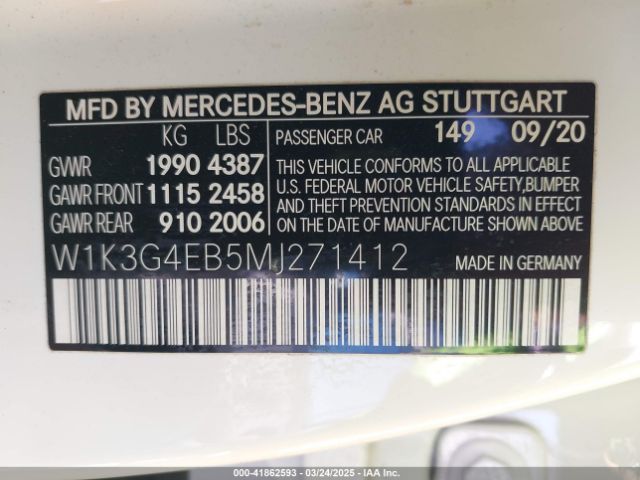 MFD BY MERCEDES-BENZ AG STUTTGART
KG LBS
GVWR 1990 4387
GAWR FRONT 1115 2458
GAWR REAR 910 2006
PASSENGER CAR 149 09/20
THIS VEHICLE CONFORMS TO ALL APPLICABLE
U.S. FEDERAL MOTOR VEHICLE SAFETY,BUMPER
AND THEFT PREVENTION STANDARDS IN EFFECT
ON THE DATE OF MANUFACTURE SHOWN ABOVE
W1K3G4EB5MJ271412 MADE IN GERMANY
000-41862593 - 03/24/2025 - IAA Inc.